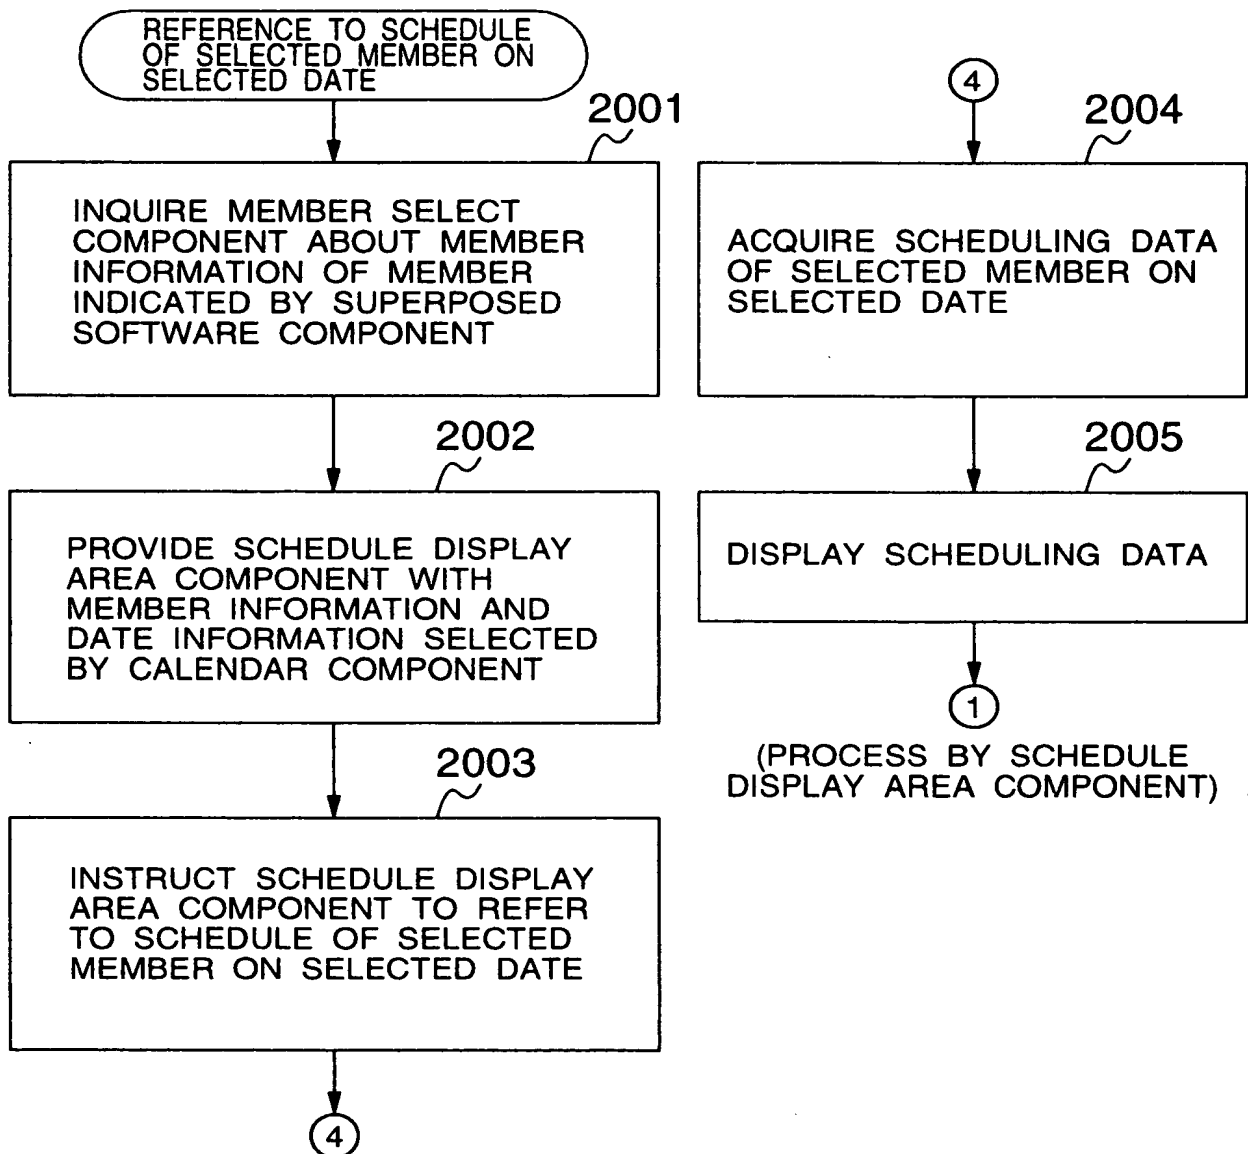 REFERENCE TO SCHEDULE
OF SELECTED MEMBER ON
SELECTED DATE
2001
INQUIRE MEMBER SELECT
COMPONENT ABOUT MEMBER
INFORMATION OF MEMBER
INDICATED BY SUPERPOSED
SOFTWARE COMPONENT
2002
PROVIDE SCHEDULE DISPLAY
AREA COMPONENT WITH
MEMBER INFORMATION AND
DATE INFORMATION SELECTED
BY CALENDAR COMPONENT
2003
INSTRUCT SCHEDULE DISPLAY
AREA COMPONENT TO REFER
TO SCHEDULE OF SELECTED
MEMBER ON SELECTED DATE
4
4
2004
ACQUIRE SCHEDULING DATA
OF SELECTED MEMBER ON
SELECTED DATE
2005
DISPLAY SCHEDULING DATA
1
(PROCESS BY SCHEDULE
DISPLAY AREA COMPONENT)